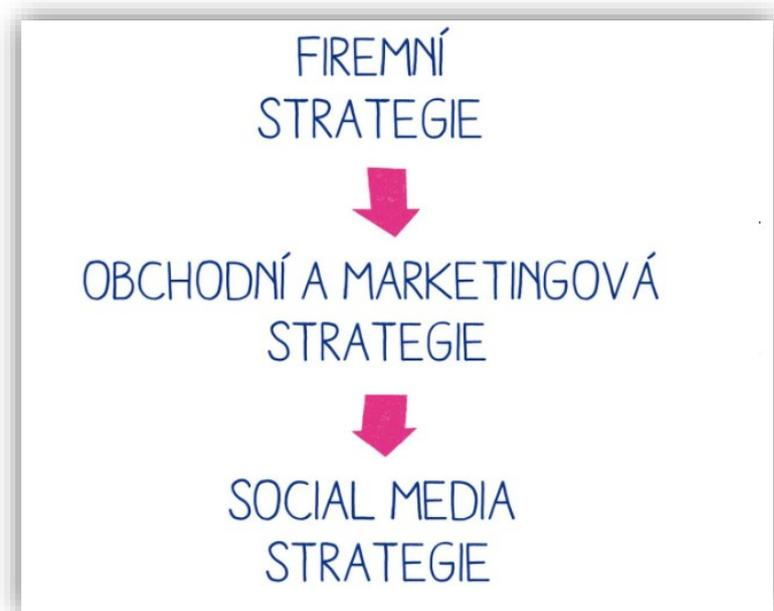 FIREMNÍ
STRATEGIE
OBCHODNÍ A MARKETINGOVÁ
STRATEGIE
SOCIAL MEDIA
STRATEGIE